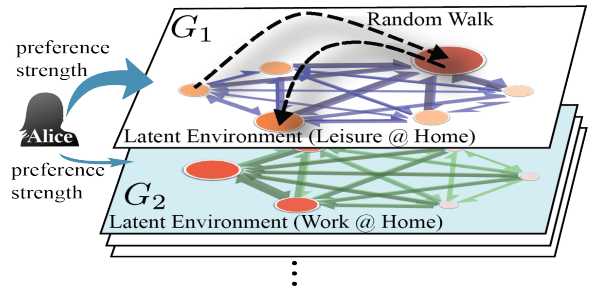 G1
Random Walk
preference
strength
Alice
Latent Environment (Leisure @ Home)
preference
strength
G2
Latent Environment (Work @ Home)